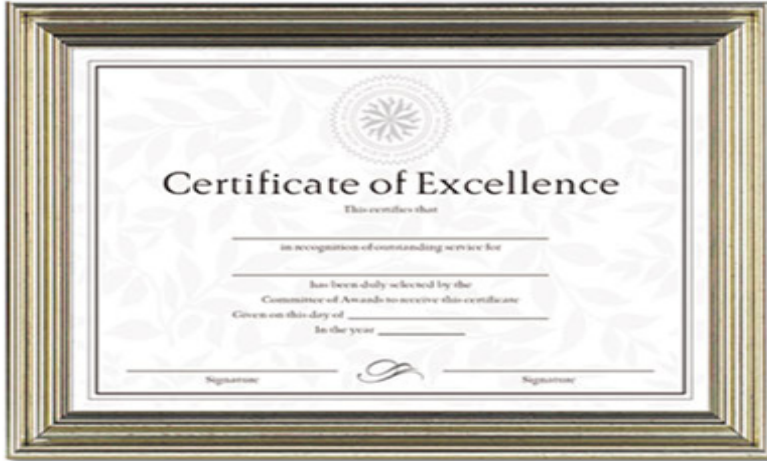 Certificate of Excellence
This certifies that
in recognition of outstanding service for
has been duly selected by the
Committee of Awards to receive this certificate
Given on this day of
In the year
Signature Signature